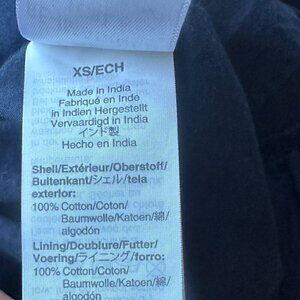 XS/ECH
Made in India
Fabriqué en Inde
in Indien Hergestellt
Vervaardigd in India
インド製
Hecho en India
Shell/Extérieur/Oberstoff/
Buitenkant/シェル/tela
exterior:
100% Cotton/Coton/
Baumwolle/Katoen/綿/
algodón
Lining/Doublure/Futter/
Voering/ライニング/forro:
100% Cotton/Coton/
Baumwolle/Katoen/綿/
algodón